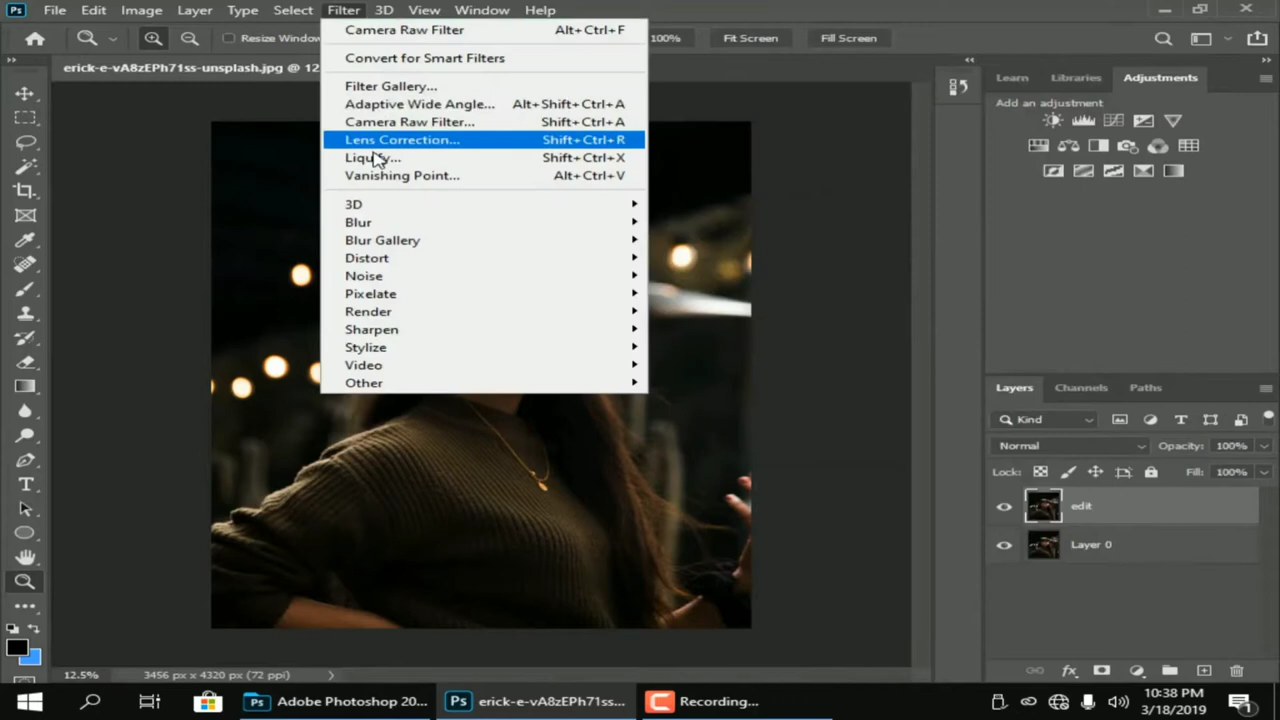 Ps File Edit Image Layer Type Select Filter 3D View Window Help
Resize Window 100% Fit Screen Fill Screen
erick-e-vA8zEPh71ss-unsplash.jpg @ 12
Camera Raw Filter Alt+Ctrl+F
Convert for Smart Filters
Filter Gallery...
Adaptive Wide Angle... Alt+Shift+Ctrl+A
Camera Raw Filter... Shift+Ctrl+A
Lens Correction... Shift+Ctrl+R
Liquify... Shift+Ctrl+X
Vanishing Point... Alt+Ctrl+V
3D
Blur
Blur Gallery
Distort
Noise
Pixelate
Render
Sharpen
Stylize
Video
Other
Learn Libraries Adjustments
Add an adjustment
Layers Channels Paths
Kind
Normal Opacity: 100%
Lock: Fill: 100%
edit
Layer 0
12.5% 3456 px x 4320 px (72 ppi)
Ps Adobe Photoshop 20... Ps erick-e-vA8zEPh71ss-unsplash... Recording...
10:38 PM
3/18/2019
1